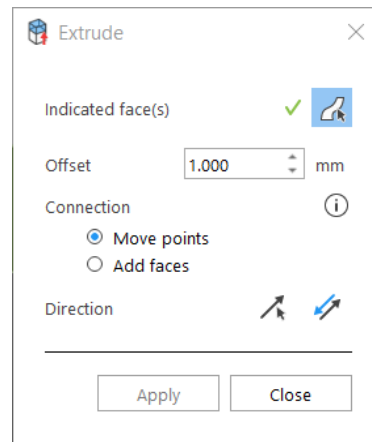 Extrude
Indicated face(s)
Offset 1.000 mm
Connection
Move points
Add faces
Direction
Apply Close